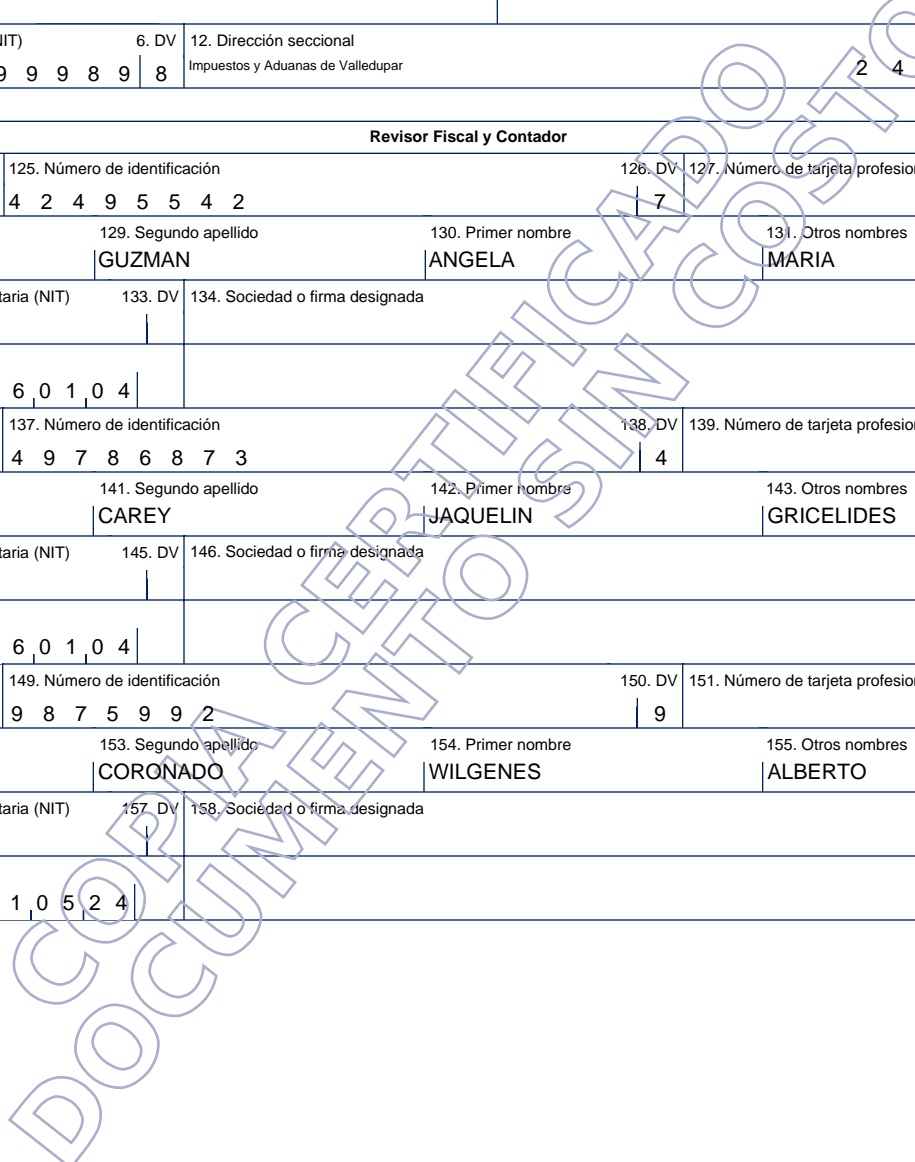 NIT) 6. DV 12. Dirección seccional
9 9 9 8 9 8 Impuestos y Aduanas de Valledupar 2 4
Revisor Fiscal y Contador
125. Número de identificación 126. DV 127. Número de tarjeta profesion
4 2 4 9 5 5 4 2 7
129. Segundo apellido 130. Primer nombre 131. Otros nombres
GUZMAN ANGELA MARIA
taria (NIT) 133. DV 134. Sociedad o firma designada
6 0 1 0 4
137. Número de identificación 138. DV 139. Número de tarjeta profesion
4 9 7 8 6 8 7 3 4
141. Segundo apellido 142. Primer nombre 143. Otros nombres
CAREY JAQUELIN GRICELIDES
taria (NIT) 145. DV 146. Sociedad o firma designada
6 0 1 0 4
149. Número de identificación 150. DV 151. Número de tarjeta profesion
9 8 7 5 9 9 2 9
153. Segundo apellido 154. Primer nombre 155. Otros nombres
CORONADO WILGENES ALBERTO
taria (NIT) 157. DV 158. Sociedad o firma designada
1 0 5 2 4
COPIA CERTIFICADO
DOCUMENTO SIN COSTO